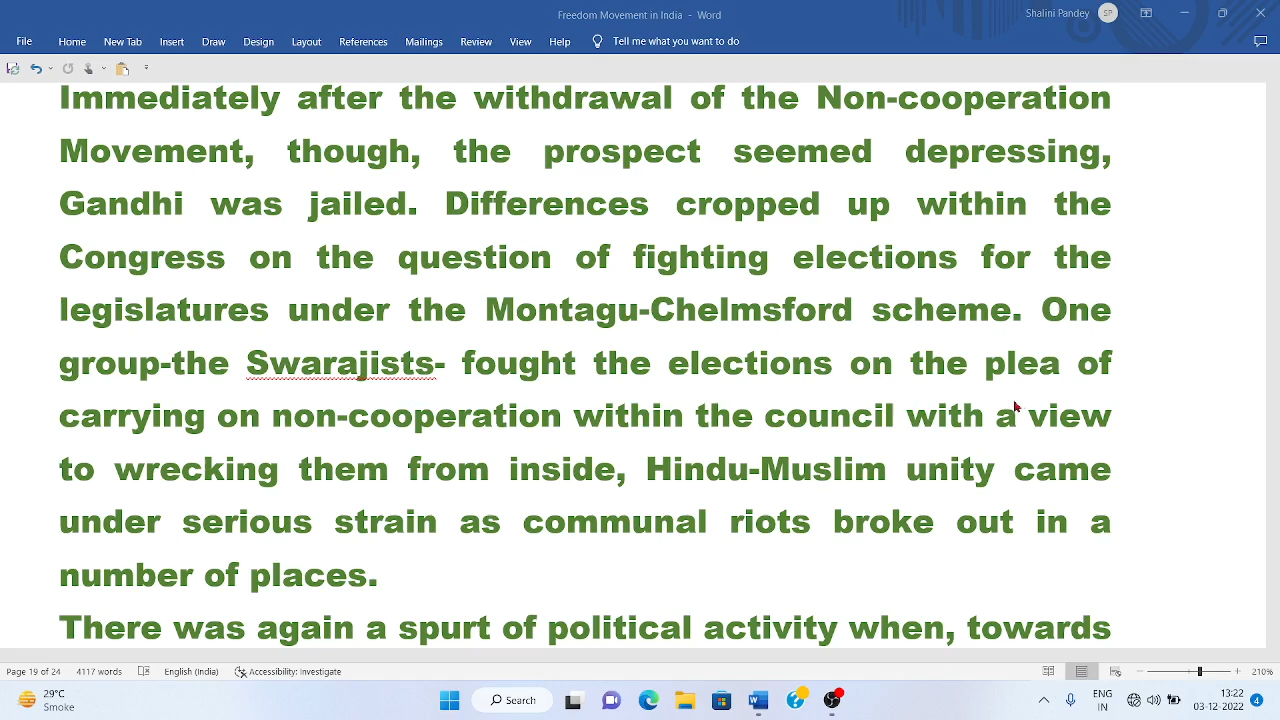 Freedom Movement in India - Word
Shalini Pandey SP
File Home New Tab Insert Draw Design Layout References Mailings Review View Help Tell me what you want to do
Immediately after the withdrawal of the Non-cooperation
Movement, though, the prospect seemed depressing,
Gandhi was jailed. Differences cropped up within the
Congress on the question of fighting elections for the
legislatures under the Montagu-Chelmsford scheme. One
group-the Swarajists- fought the elections on the plea of
carrying on non-cooperation within the council with a view
to wrecking them from inside, Hindu-Muslim unity came
under serious strain as communal riots broke out in a
number of places.
There was again a spurt of political activity when, towards
Page 19 of 24 4117 words English (India) Accessibility: Investigate 210%
29°C
Smoke
Search
ENG
IN
13:22
03-12-2022
4